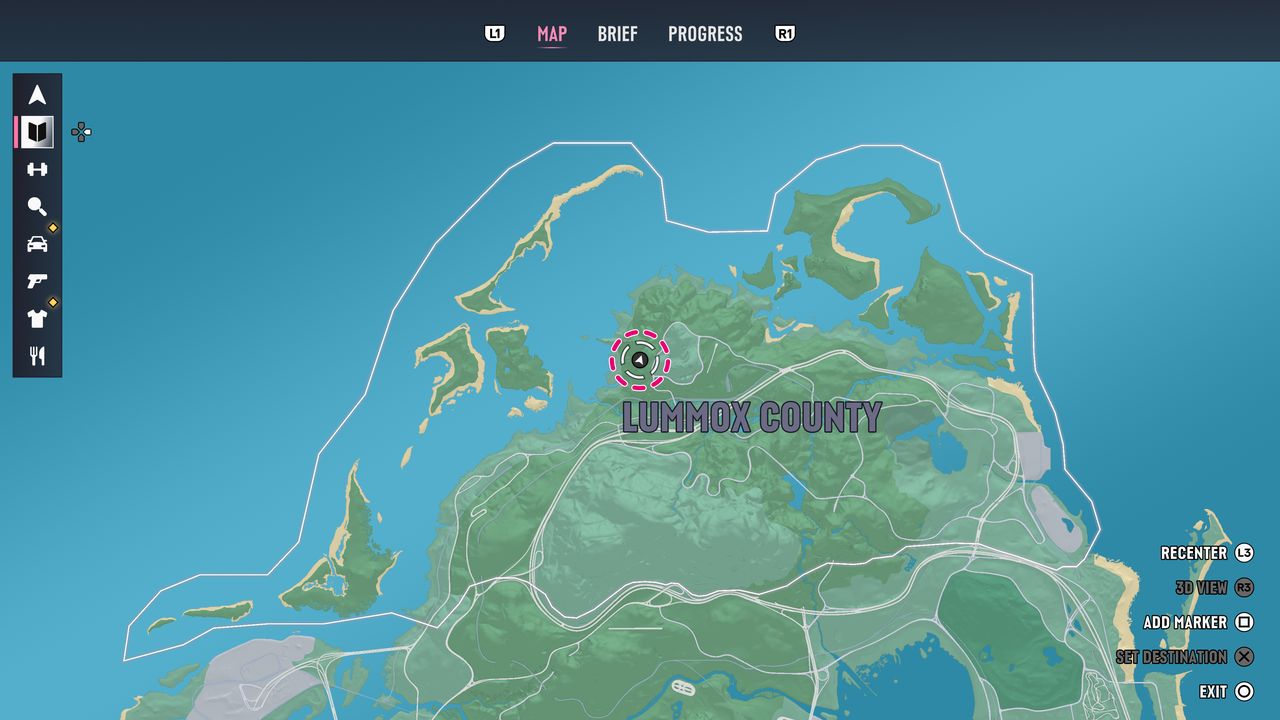 L1 MAP BRIEF PROGRESS R1
LUMMOX COUNTY
RECENTER L3
3D VIEW R3
ADD MARKER
SET DESTINATION
EXIT